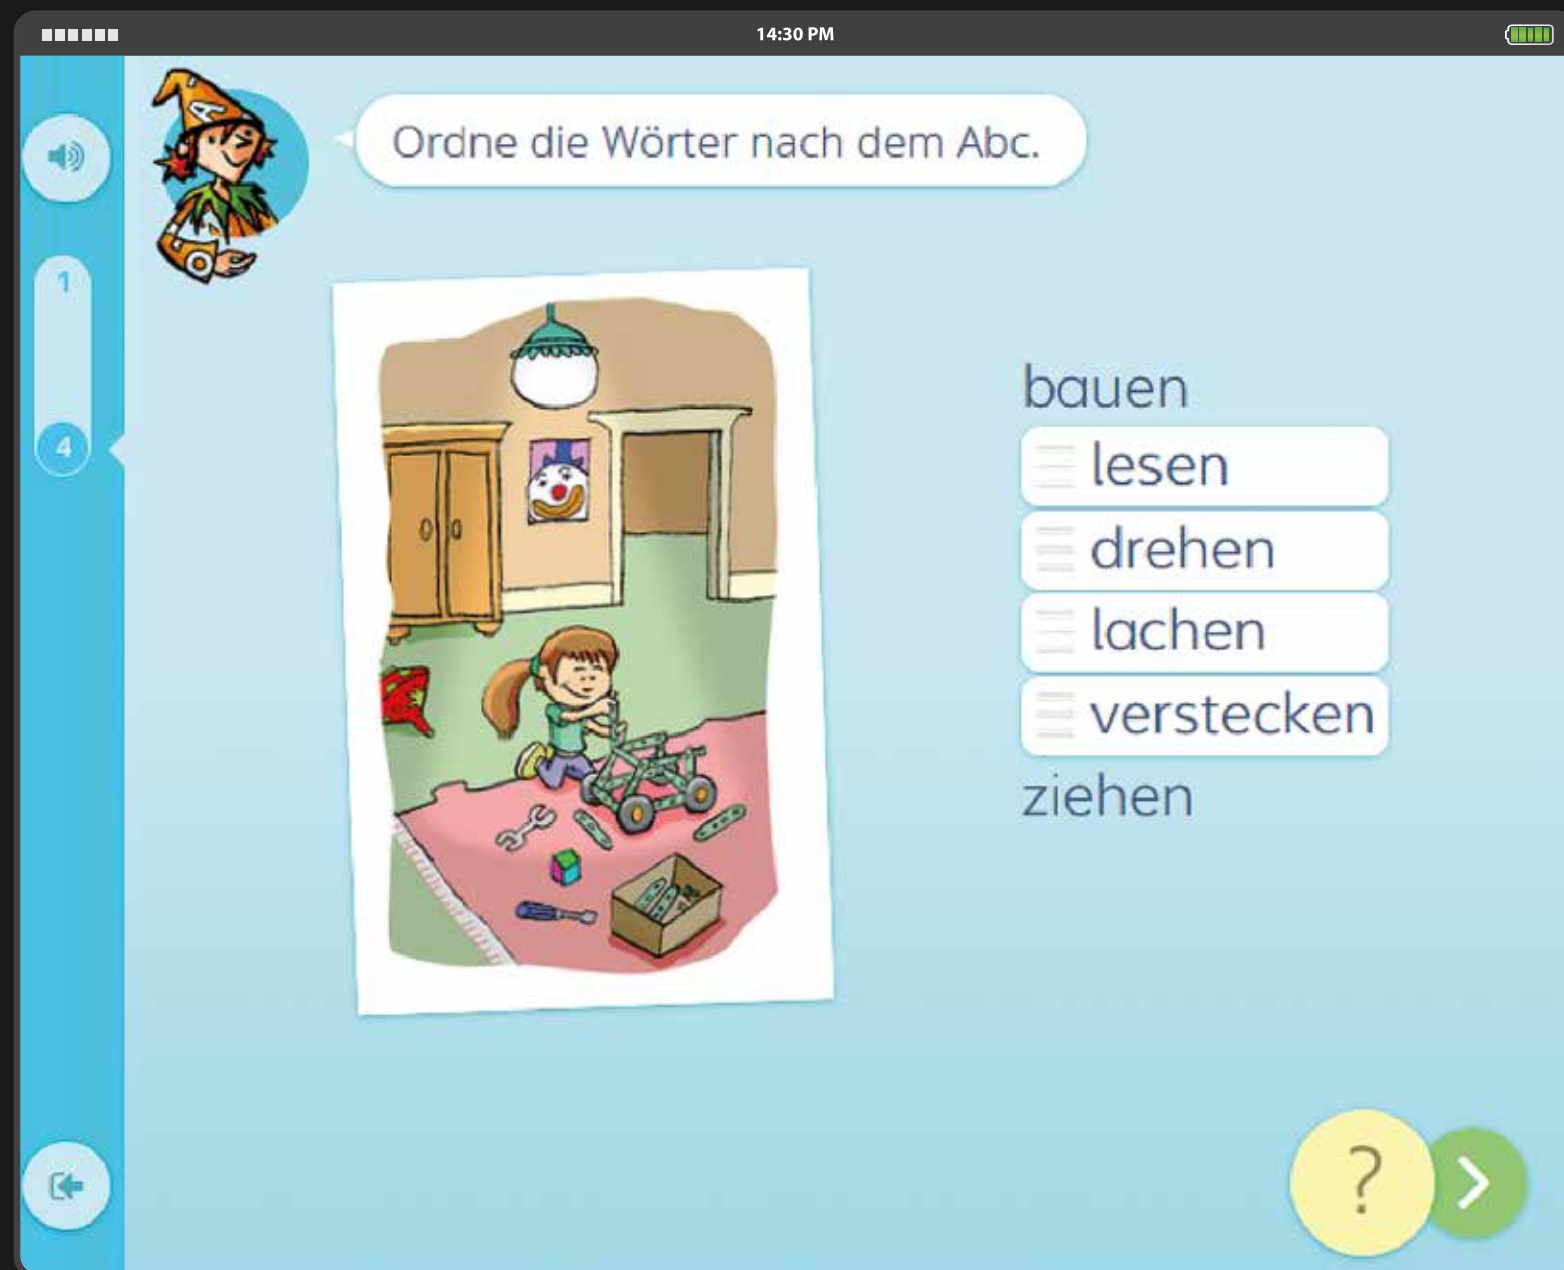 14:30 PM
A
Ordne die Wörter nach dem Abc.
O
1
4
bauen
lesen
drehen
lachen
verstecken
ziehen
?